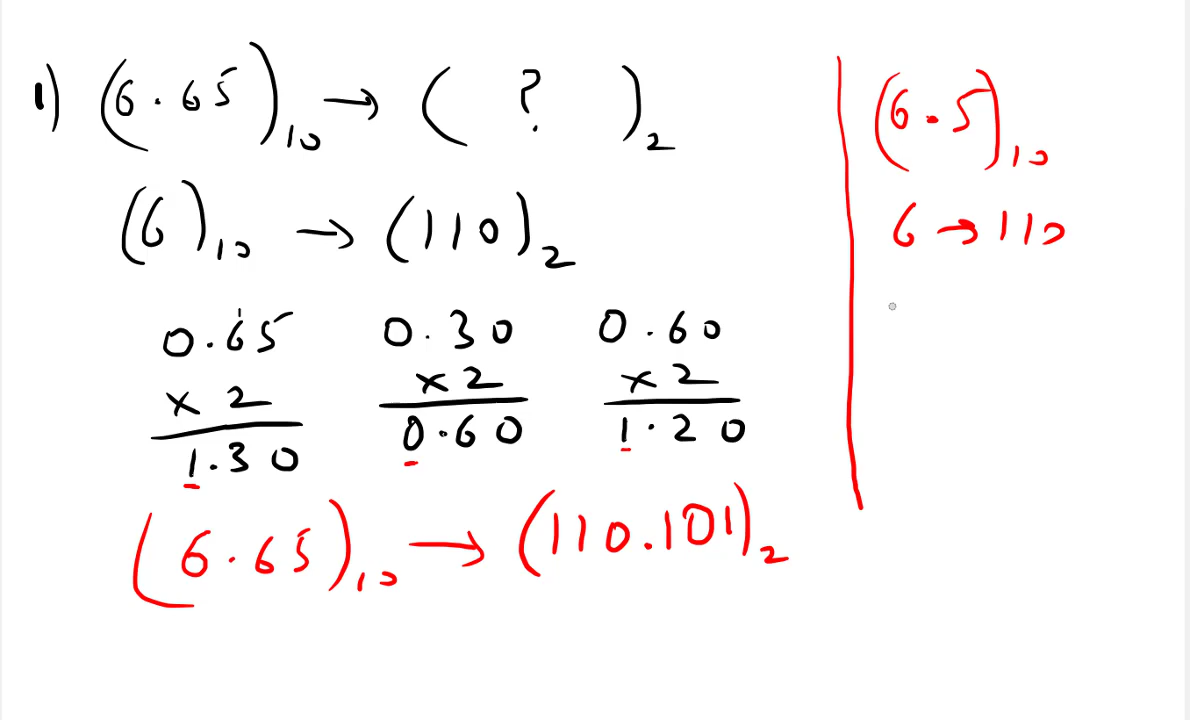 1) (6.65)10 → ( ? )2
(6)10 → (110)2
0.65 0.30 0.60
x 2 x 2 x 2
1.30 0.60 1.20
(6.65)10 → (110.101)2
(6.5)10
6 → 110